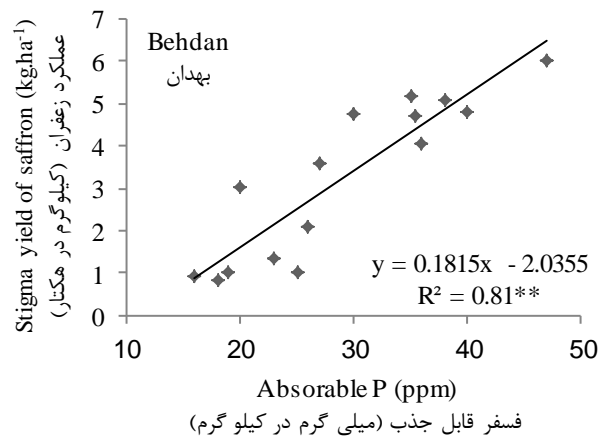 Behdan
بهدان
Stigma yield of saffron (kg.ha-1)
عملکرد زعفران (کیلوگرم در هکتار)
7
6
5
4
3
2
1
0
y = 0.1815x - 2.0355
R² = 0.81**
10 20 30 40 50
Absorable P (ppm)
فسفر قابل جذب (میلی گرم در کیلو گرم)